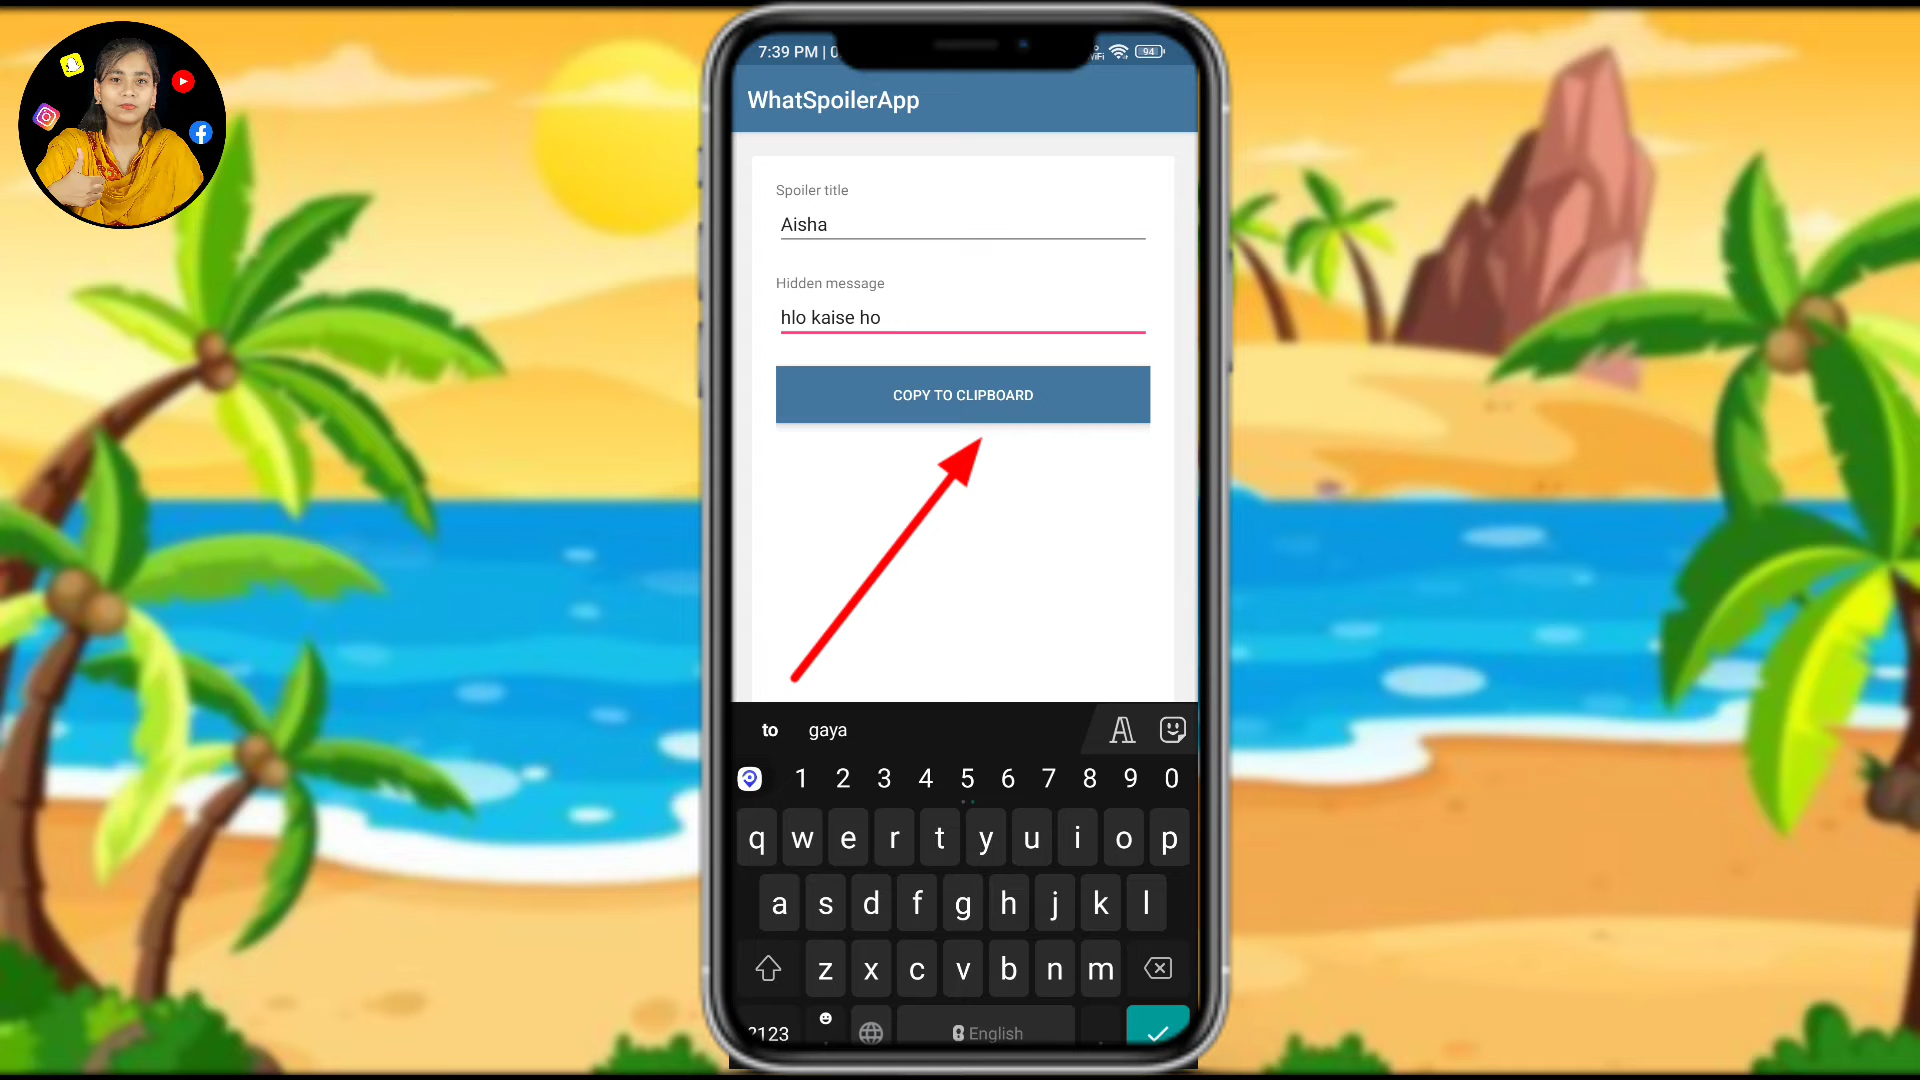 7:39 PM | 0
WiFi
94
WhatSpoilerApp
Spoiler title
Aisha
Hidden message
hlo kaise ho
COPY TO CLIPBOARD
to gaya
1 2 3 4 5 6 7 8 9 0
q w e r t y u i o p
a s d f g h j k l
z x c v b n m
?123 English